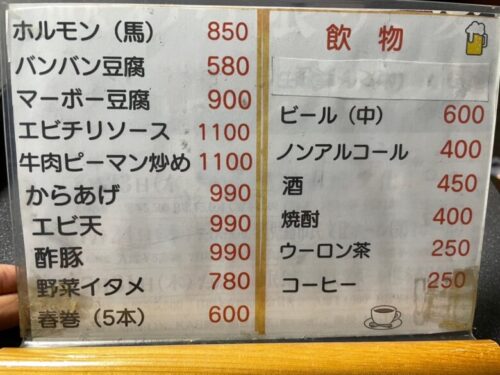 ホルモン（馬） 850
バンバン豆腐 580
マーボー豆腐 900
エビチリソース 1100
牛肉ピーマン炒め 1100
からあげ 990
エビ天 990
酢豚 990
野菜イタメ 780
春巻（5本） 600
飲物
ビール（中） 600
ノンアルコール 400
酒 450
焼酎 400
ウーロン茶 250
コーヒー 250